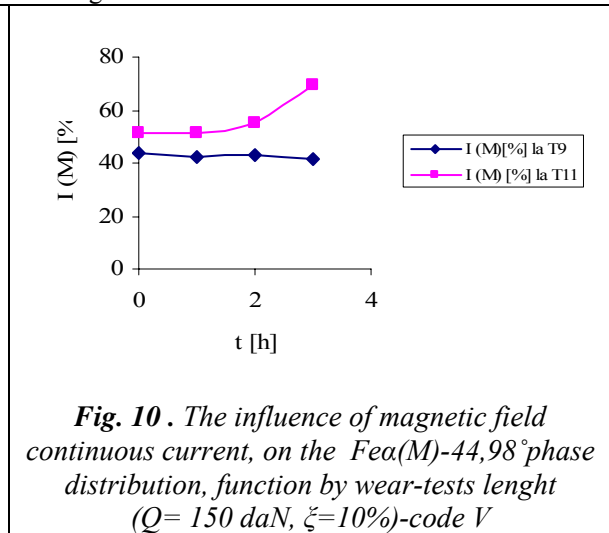 80
60
40
20
0
I (M) [%
0
2
4
t [h]
I (M)[%] la T9
I (M) [%] la T11
Fig. 10 . The influence of magnetic field
continuous current, on the Feα(M)-44,98˚phase
distribution, function by wear-tests lenght
(Q= 150 daN, ξ=10%)-code V